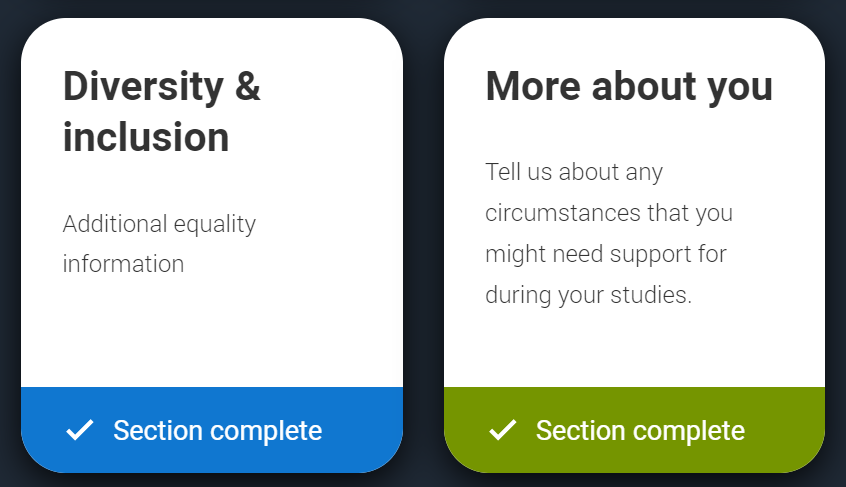 Diversity &
inclusion
Additional equality
information
Section complete
More about you
Tell us about any
circumstances that you
might need support for
during your studies.
Section complete